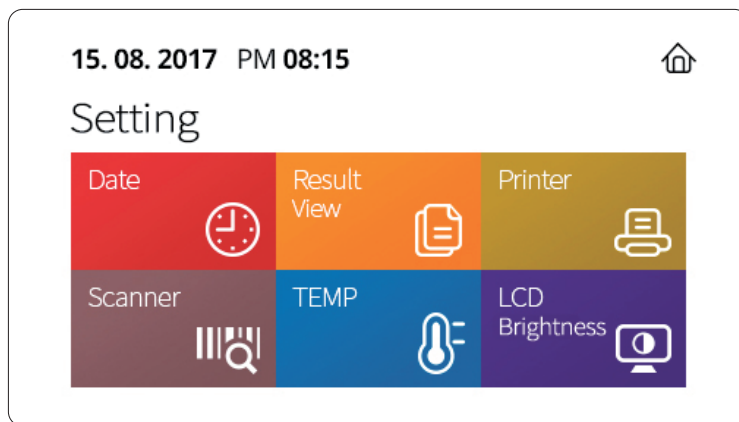 15. 08. 2017 PM 08:15
Setting
Date
Result
View
Printer
Scanner
TEMP
LCD
Brightness